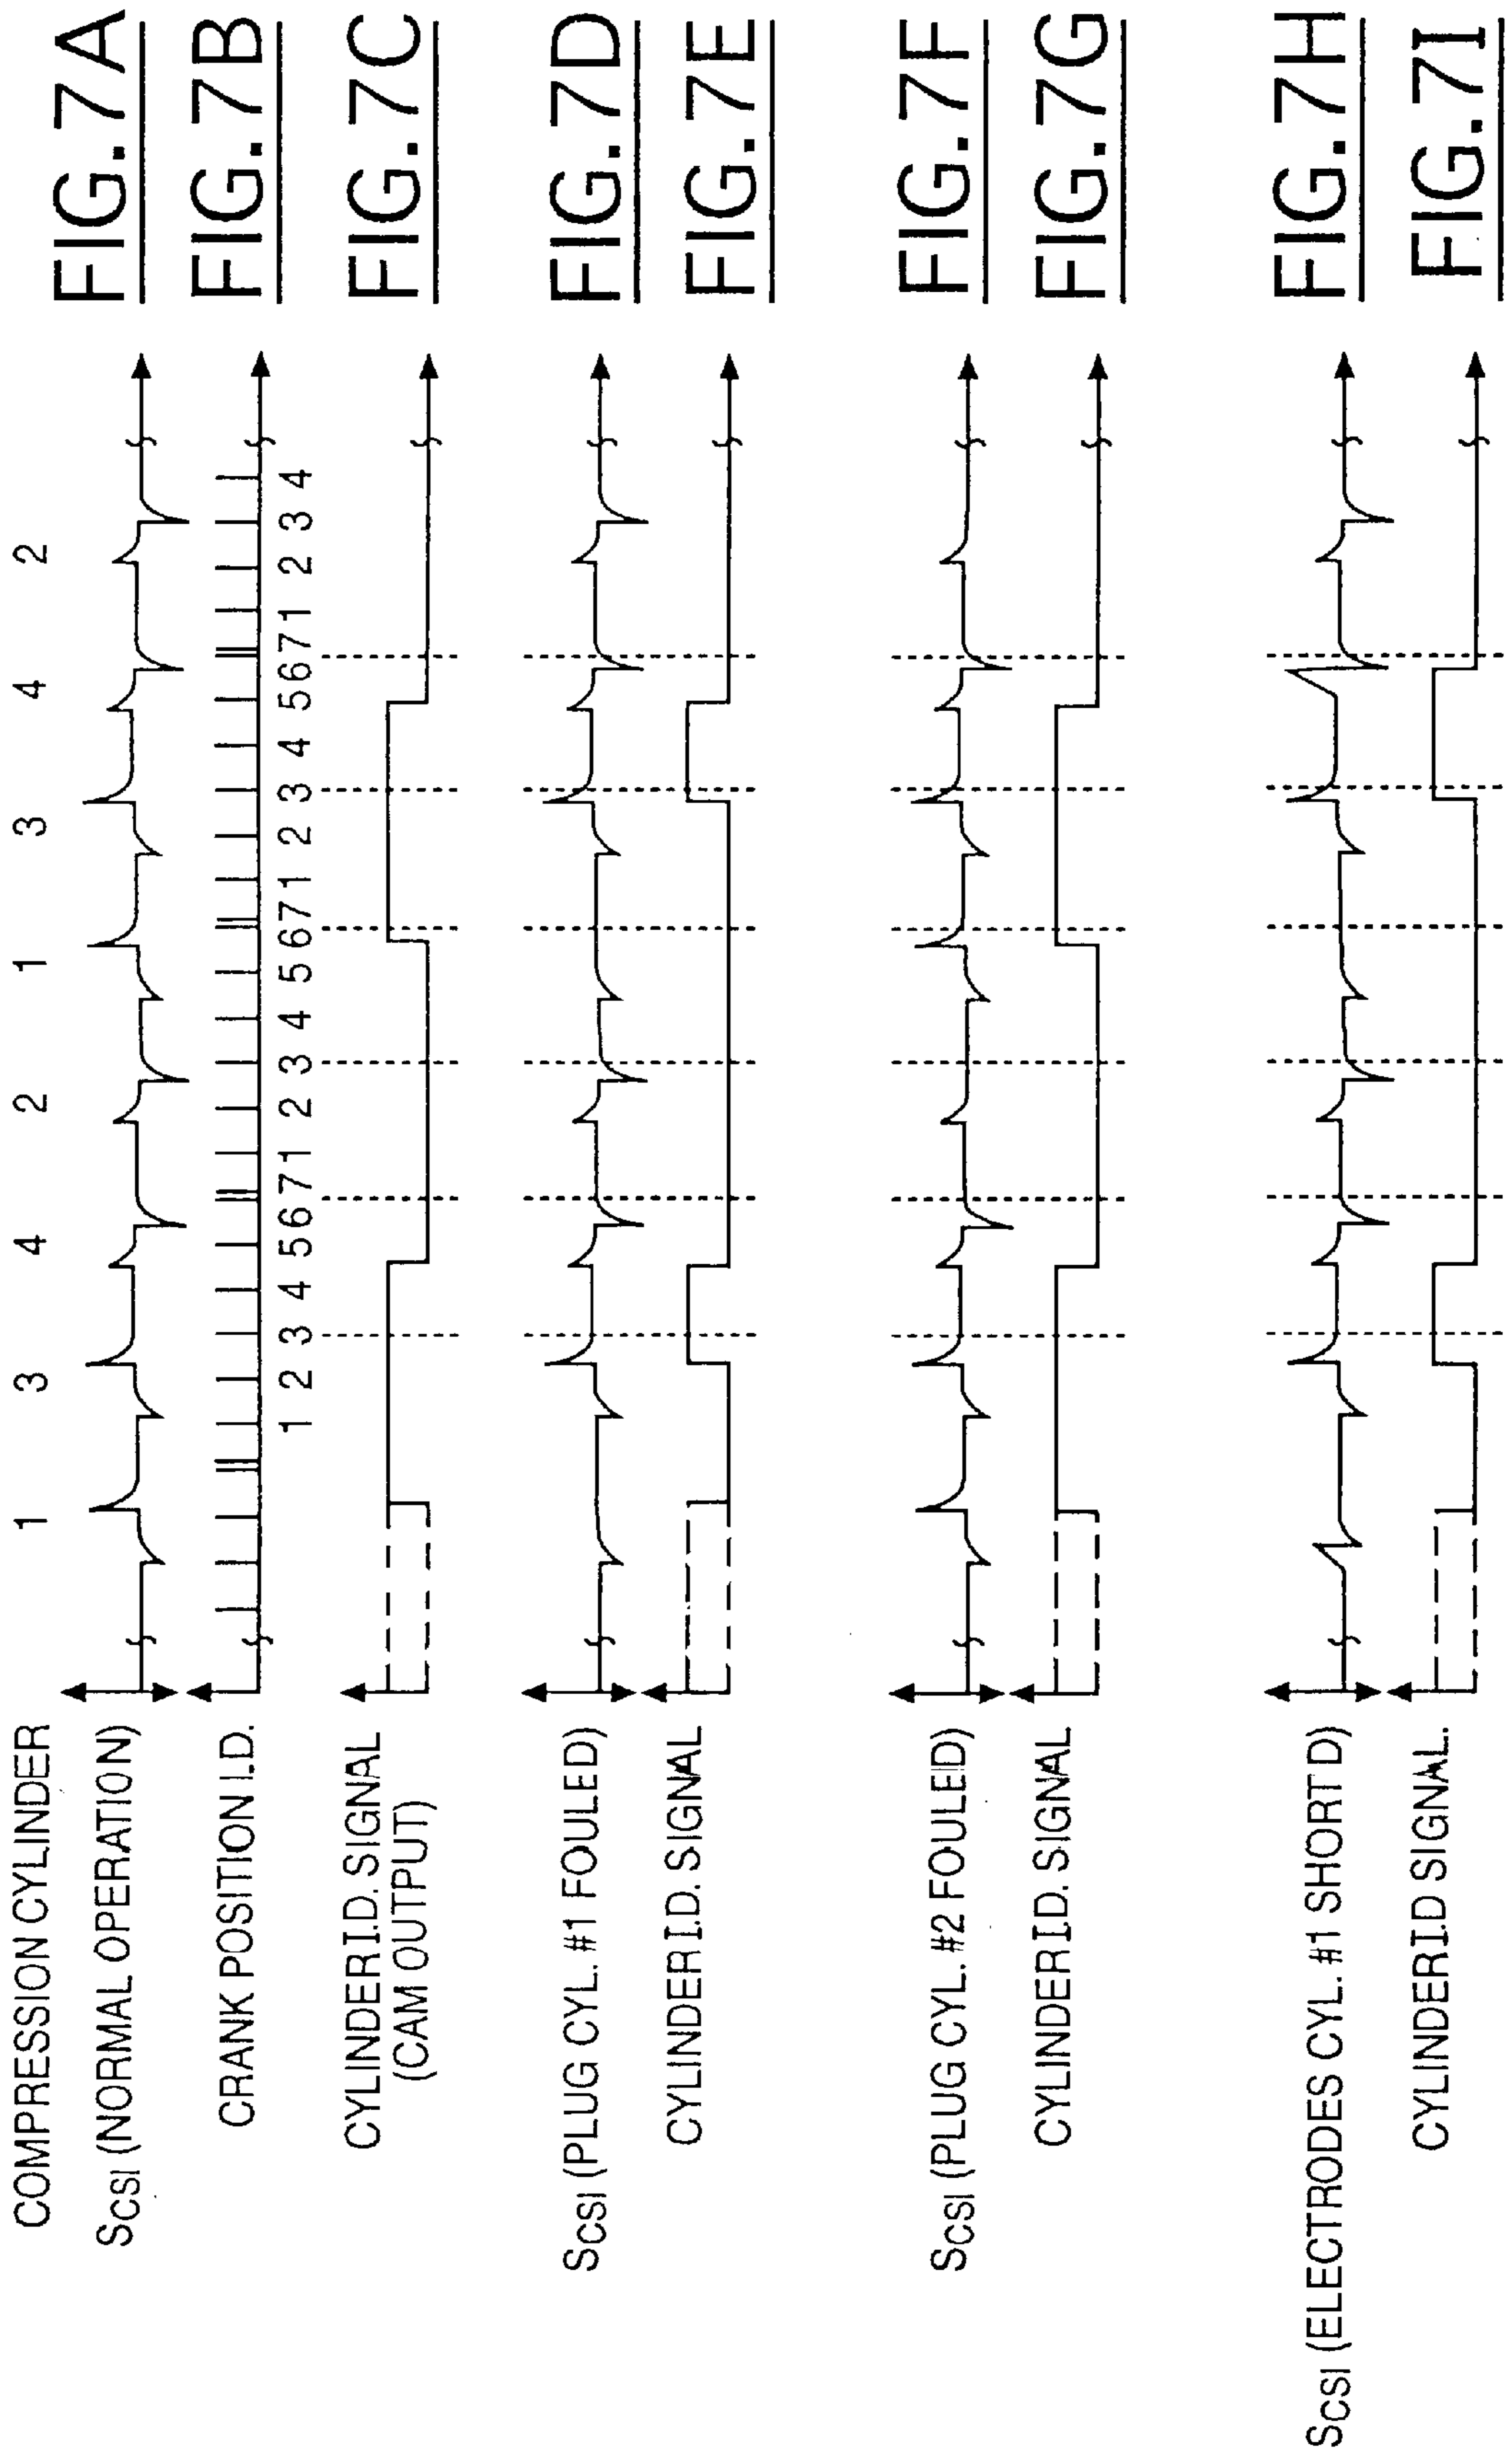 COMPRESSION CYLINDER 1 3 4 2 1 3 4 2
SCSI (NORMAL OPERATION) FIG.7A
CRANK POSITION I.D. FIG.7B
1 2 3 4 5 6 7 1 2 3 4 5 6 7 1 2 3 4 5 6 7 1 2 3 4
CYLINDER I.D. SIGNAL FIG.7C
(CAM OUTPUT)
SCSI (PLUG CYL. #1 FOULED) FIG.7D
CYLINDER I.D. SIGNAL FIG.7E
SCSI (PLUG CYL. #2 FOULEID) FIG.7F
CYLINDER I.D. SIGNAL FIG.7G
SCSI (ELECTRODES CYL. #1 SHORT D) FIG.7H
CYLINDER I.D SIGNAL. FIG.7I